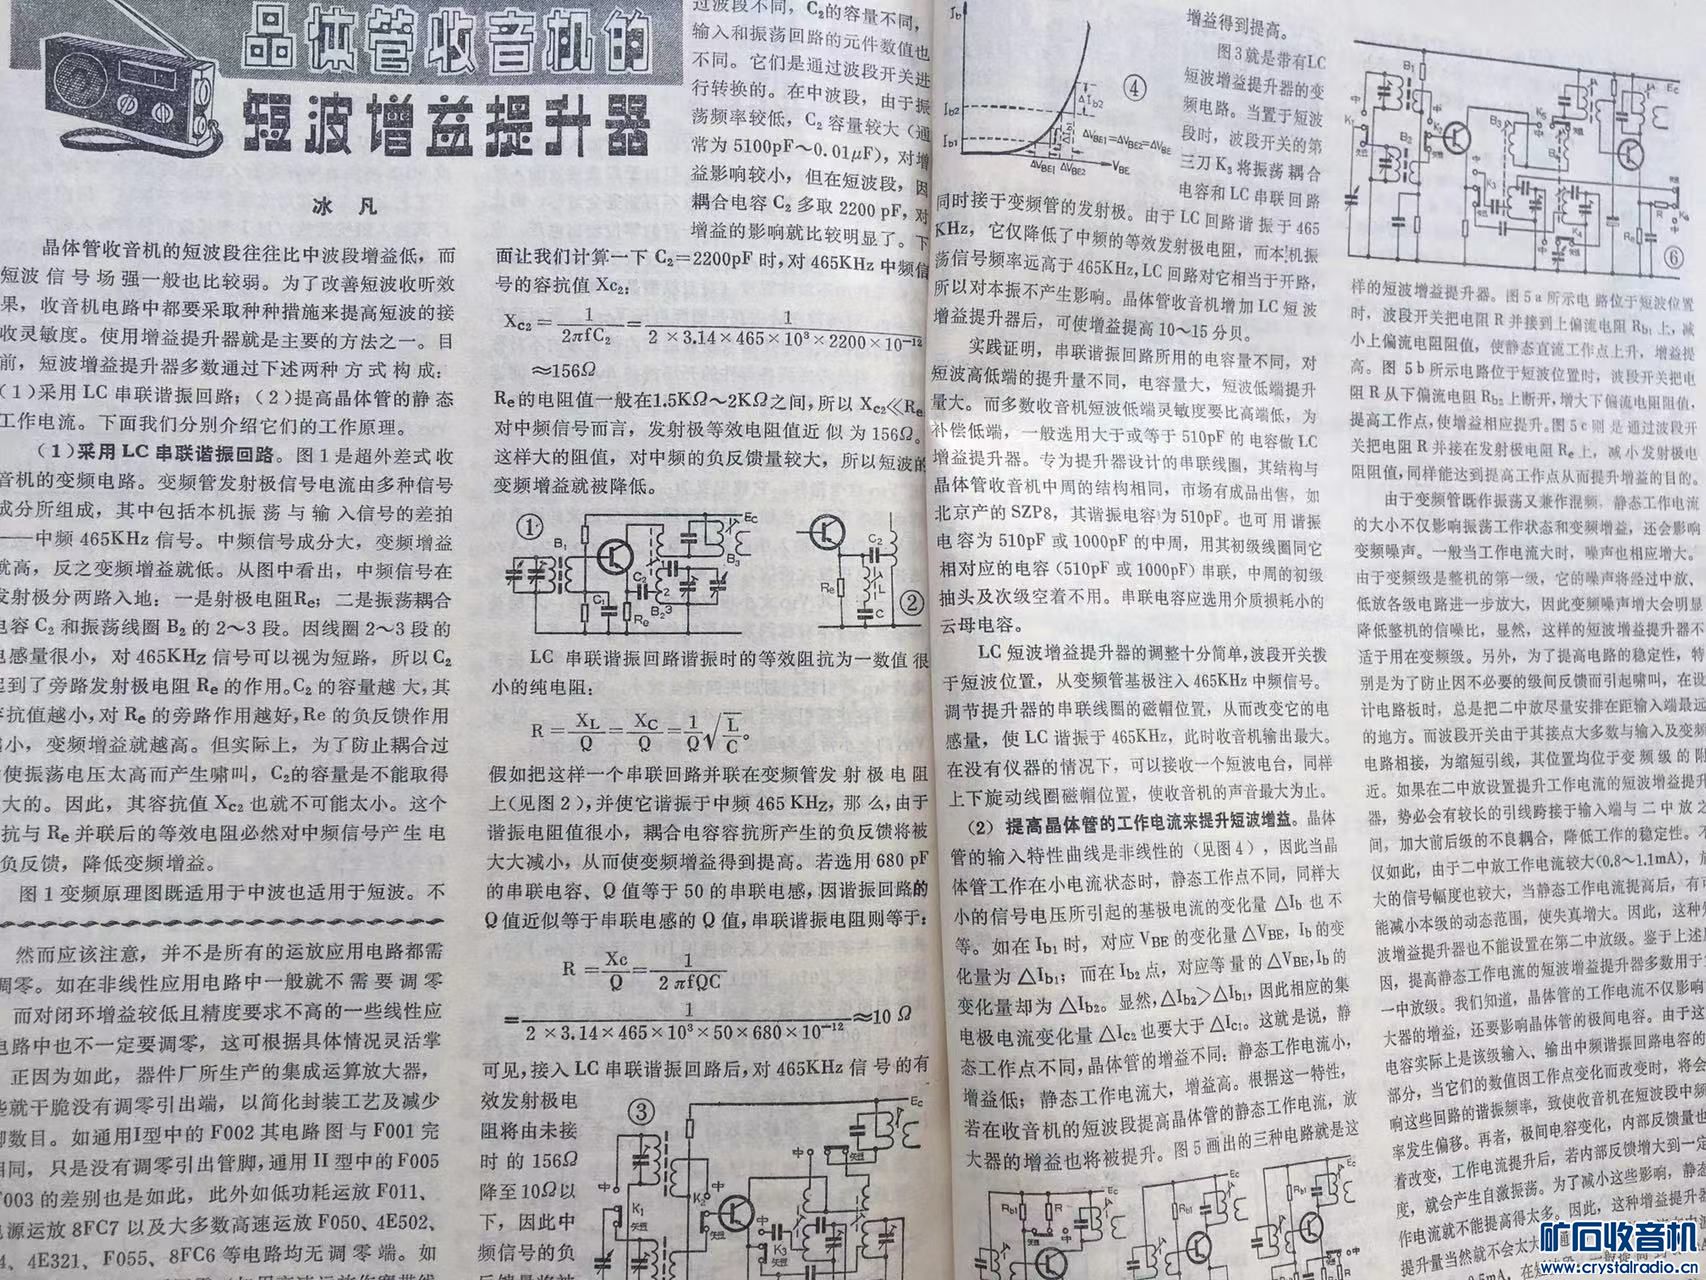 晶体管收音机的
短波增益提升器
冰 凡
晶体管收音机的短波段往往比中波段增益低，而
短波信号场强一般也比较弱。为了改善短波收听效
果，收音机电路中都要采取种种措施来提高短波的接
收灵敏度。使用增益提升器就是主要的方法之一。目
前，短波增益提升器多数通过下述两种方式构成：
（1）采用LC串联谐振回路；（2）提高晶体管的静态
工作电流。下面我们分别介绍它们的工作原理。
（1）采用LC串联谐振回路。图1是超外差式收
音机的变频电路。变频管发射极信号电流由多种信号
成分所组成，其中包括本机振荡与输入信号的差拍
——中频465KHz信号。中频信号成分大，变频增益
就高，反之变频增益就低。从图中看出，中频信号在
发射极分两路入地：一是射极电阻Re；二是振荡耦合
电容C₂和振荡线圈B₂的2～3段。因线圈2～3段的
电感量很小，对465KHz信号可以视为短路，所以C₂
起到了旁路发射极电阻Re的作用。C₂的容量越大，其
容抗值越小，对Re的旁路作用越好，Re的负反馈作用
越小，变频增益就越高。但实际上，为了防止耦合过
使振荡电压太高而产生啸叫，C₂的容量是不能取得
大的。因此，其容抗值Xc₂也就不可能太小。这个
抗与Re并联后的等效电阻必然对中频信号产生电
负反馈，降低变频增益。
图1变频原理图既适用于中波也适用于短波。不
然而应该注意，并不是所有的运放应用电路都需
调零。如在非线性应用电路中一般就不需要调零
而对闭环增益较低且精度要求不高的一些线性应
电路中也不一定要调零，这可根据具体情况灵活掌
正因为如此，器件厂所生产的集成运算放大器，
些就干脆没有调零引出端，以简化封装工艺及减少
脚数目。如通用I型中的F002其电路图与F001完
相同，只是没有调零引出管脚，通用II型中的F005
F003的差别也是如此，此外如低功耗运放F011、
电源运放8FC7以及大多数高速运放F050、4E502、
4、4E321、F055、8FC6等电路均无调零端。如
过波段不同，C₂的容量不同，
输入和振荡回路的元件数值也
不同。它们是通过波段开关进
行转换的。在中波段，由于振
荡频率较低，C₂容量较大（通
常为5100pF～0.01μF），对增
益影响较小，但在短波段，因
耦合电容C₂多取2200pF，对
增益的影响就比较明显了。下
面让我们计算一下C₂=2200pF时，对465KHz中频信
号的容抗值Xc₂：
Xc₂=1/2πfC₂=1/2×3.14×465×10³×2200×10⁻¹²
≈156Ω
Re的电阻值一般在1.5KΩ～2KΩ之间，所以Xc₂≪Re
对中频信号而言，发射极等效电阻值近似为156Ω。
这样大的阻值，对中频的负反馈量较大，所以短波的
变频增益就被降低。
① Ec B₁ B₃ C₂ C₁ Re B₂
② C₂ Re L C
LC串联谐振回路谐振时的等效阻抗为一数值很
小的纯电阻：
R=XL/Q=XC/Q=1/Q√L/C。
假如把这样一个串联回路并联在变频管发射极电阻
上（见图2），并使它谐振于中频465KHz，那么，由于
谐振电阻值很小，耦合电容容抗所产生的负反馈将被
大大减小，从而使变频增益得到提高。若选用680pF
的串联电容、Q值等于50的串联电感，因谐振回路的
Q值近似等于串联电感的Q值，串联谐振电阻则等于：
R=Xc/Q=1/2πfQC
=1/2×3.14×465×10³×50×680×10⁻¹²≈10Ω
可见，接入LC串联谐振回路后，对465KHz信号的有
效发射极电
阻将由未接
时的156Ω
降至10Ω以
下，因此中
频信号的负
③ Ec 中 K₁ 短 K₂ K₃
Ib Ib2 Ib1 ΔIb2 ④ ΔVBE1=ΔVBE2=ΔVBE
ΔVBE1 ΔVBE2 VBE
增益得到提高。
图3就是带有LC
短波增益提升器的变
频电路。当置于短波
段时，波段开关的第
三刀K₃将振荡耦合
电容和LC串联回路
同时接于变频管的发射极。由于LC回路谐振于465
KHz，它仅降低了中频的等效发射极电阻，而本机振
荡信号频率远高于465KHz，LC回路对它相当于开路，
所以对本振不产生影响。晶体管收音机增加LC短波
增益提升器后，可使增益提高10～15分贝。
实践证明，串联谐振回路所用的电容量不同，对
短波高低端的提升量不同，电容量大，短波低端提升
量大。而多数收音机短波低端灵敏度要比高端低，为
补偿低端，一般选用大于或等于510pF的电容做LC
增益提升器。专为提升器设计的串联线圈，其结构与
晶体管收音机中周的结构相同，市场有成品出售，如
北京产的SZP8，其谐振电容为510pF。也可用谐振
电容为510pF或1000pF的中周，用其初级线圈同它
相对应的电容（510pF或1000pF）串联，中周的初级
抽头及次级空着不用。串联电容应选用介质损耗小的
云母电容。
LC短波增益提升器的调整十分简单，波段开关拨
于短波位置，从变频管基极注入465KHz中频信号。
调节提升器的串联线圈的磁帽位置，从而改变它的电
感量，使LC谐振于465KHz，此时收音机输出最大。
在没有仪器的情况下，可以接收一个短波电台，同样
上下旋动线圈磁帽位置，使收音机的声音最大为止。
（2）提高晶体管的工作电流来提升短波增益。晶体
管的输入特性曲线是非线性的（见图4），因此当晶
体管工作在小电流状态时，静态工作点不同，同样大
小的信号电压所引起的基极电流的变化量△Ib也不
等。如在Ib1时，对应VBE的变化量△VBE，Ib的变
化量为△Ib1；而在Ib2点，对应等量的△VBE，Ib的
变化量却为△Ib2。显然，△Ib2>△Ib1，因此相应的集
电极电流变化量△Ic2也要大于△Ic1。这就是说，静
态工作点不同，晶体管的增益不同：静态工作电流小，
增益低；静态工作电流大，增益高。根据这一特性，
若在收音机的短波段提高晶体管的静态工作电流，放
大器的增益也将被提升。图5画出的三种电路就是这
Ec Rb1 R Ec Rb1 Ec Rb1
B₁ Ec K₁ B₂ B₃ K₃ K₅ R Re ⑥
样的短波增益提升器。图5a所示电路位于短波位置
时，波段开关把电阻R并接到上偏流电阻Rb1上，减
小上偏流电阻阻值，使静态直流工作点上升，增益提
高。图5b所示电路位于短波位置时，波段开关把电
阻R从下偏流电阻Rb2上断开，增大下偏流电阻阻值，
提高工作点，使增益相应提升。图5c则是通过波段开
关把电阻R并接在发射极电阻Re上，减小发射极电
阻阻值，同样能达到提高工作点从而提升增益的目的。
由于变频管既作振荡又兼作混频，静态工作电流
的大小不仅影响振荡工作状态和变频增益，还会影响
变频噪声。一般当工作电流大时，噪声也相应增大。
由于变频级是整机的第一级，它的噪声将经过中放、
低放各级电路进一步放大，因此变频噪声增大会明显
降低整机的信噪比，显然，这样的短波增益提升器不
适于用在变频级。另外，为了提高电路的稳定性，特
别是为了防止因不必要的级间反馈而引起啸叫，在设
计电路板时，总是把二中放尽量安排在距输入端最远
的地方。而波段开关由于其接点大多数与输入及变频
电路相接，为缩短引线，其位置均位于变频级的附
近。如果在二中放设置提升工作电流的短波增益提升
器，势必会有较长的引线跨接于输入端与二中放之
间，加大前后级的不良耦合，降低工作的稳定性。不
仅如此，由于二中放工作电流较大（0.8～1.1mA），放
大的信号幅度也较大，当静态工作电流提高后，有可
能减小本级的动态范围，使失真增大。因此，这种短
波增益提升器也不能设置在第二中放级。鉴于上述原
因，提高静态工作电流的短波增益提升器多数用于第
一中放级。我们知道，晶体管的工作电流不仅影响放
大器的增益，还要影响晶体管的极间电容。由于这
电容实际上是该级输入、输出中频谐振回路电容的
部分，当它们的数值因工作点变化而改变时，将会
响这些回路的谐振频率，致使收音机在短波段中频
率发生偏移。再者，极间电容变化，内部反馈量也
着改变，工作电流提升后，若内部反馈增大到一定
度，就会产生自激振荡。为了减小这些影响，静态
作电流就不能提高得太多。因此，这种增益提升器
提升量当然就不会太大
矿石收音机
www.crystalradio.cn